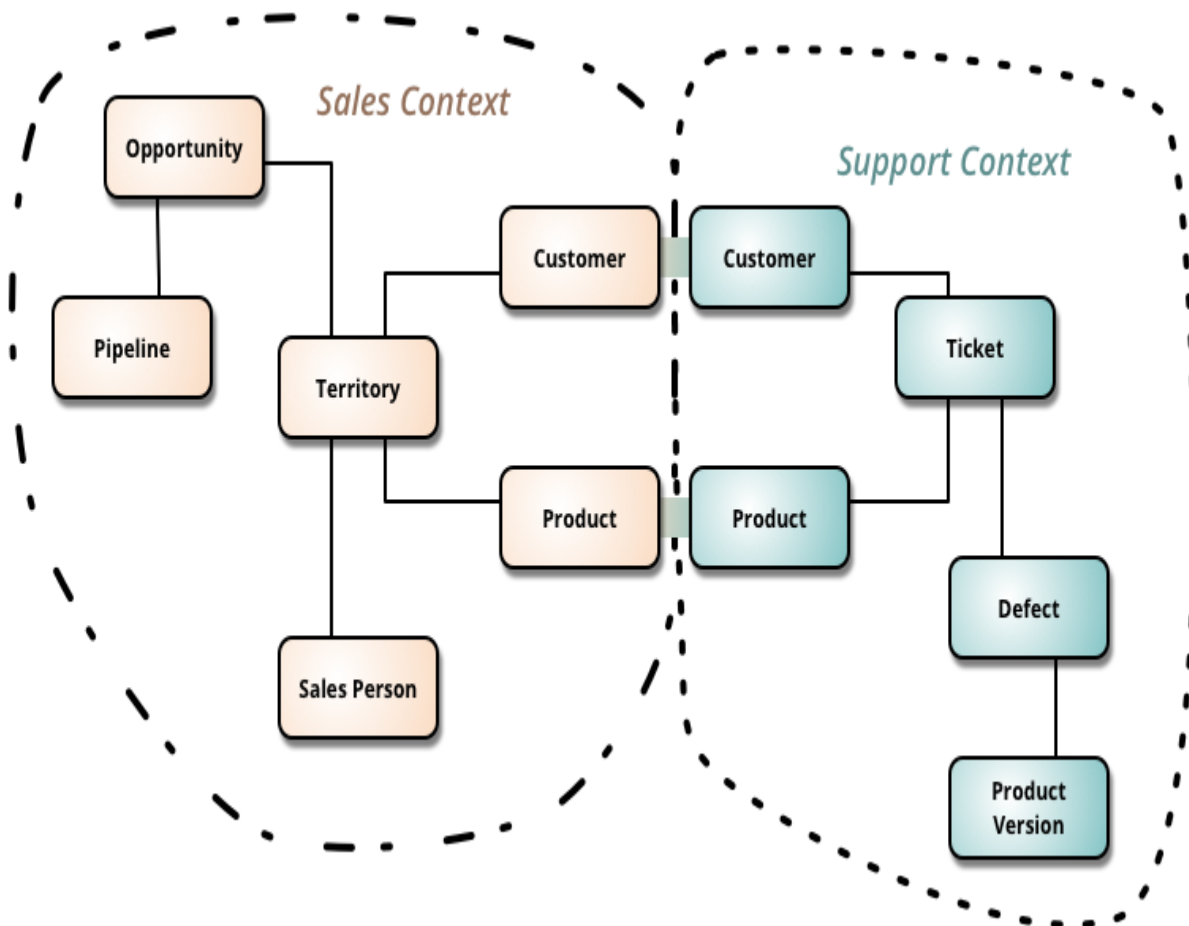 Sales Context
Opportunity
Support Context
Customer
Customer
Pipeline
Ticket
Territory
Product
Product
Defect
Sales Person
Product
Version